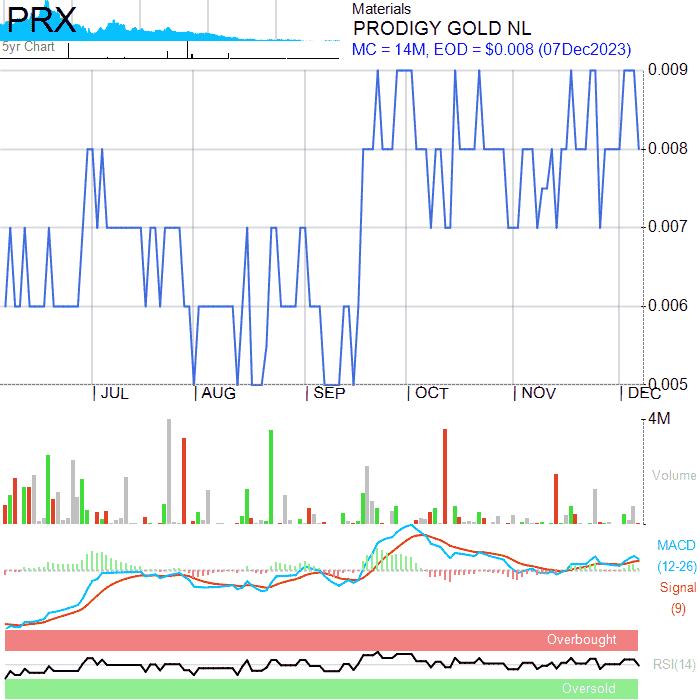 PRX
5yr Chart
Materials
PRODIGY GOLD NL
MC = 14M, EOD = $0.008 (07Dec2023)
0.009
0.008
0.007
0.006
0.005
JUL AUG SEP OCT NOV DEC
4M
Volume
MACD
(12-26)
Signal
(9)
Overbought
RSI(14)
Oversold